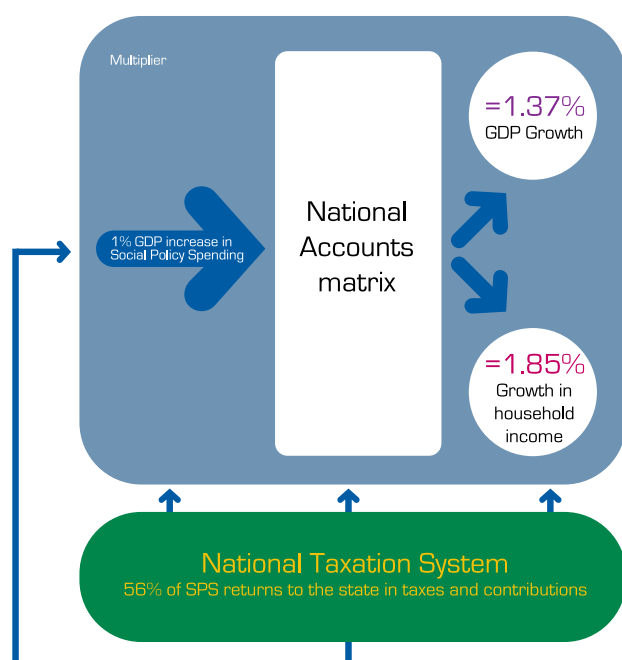 Multiplier
1% GDP increase in
Social Policy Spending
National
Accounts
matrix
=1.37%
GDP Growth
=1.85%
Growth in
household
income
National Taxation System
56% of SPS returns to the state in taxes and contributions